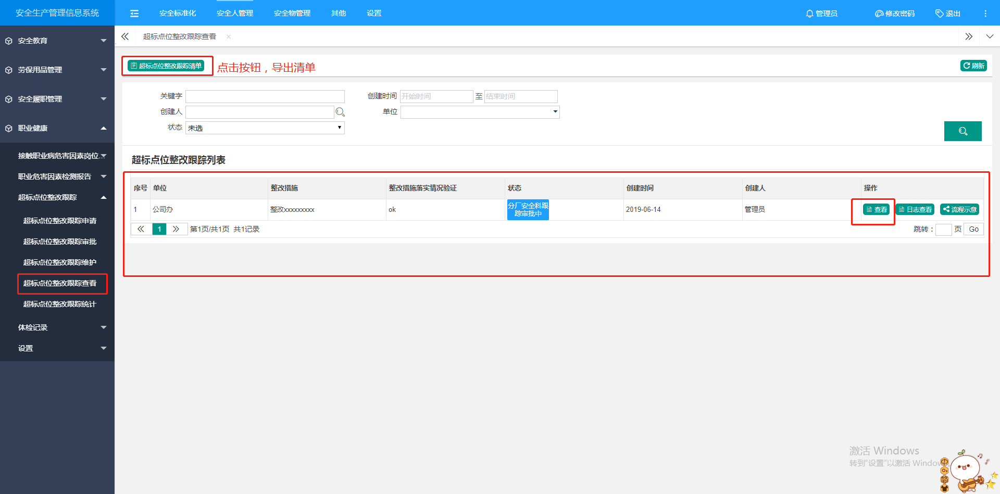 安全生产管理信息系统
安全标准化
安全人管理
安全物管理
其他
设置
管理员
修改密码
退出
安全教育
劳保用品管理
安全履职管理
职业健康
接触职业病危害因素岗位...
职业危害因素检测报告
超标点位整改跟踪
超标点位整改跟踪申请
超标点位整改跟踪审批
超标点位整改跟踪维护
超标点位整改跟踪查看
超标点位整改跟踪统计
体检记录
设置
超标点位整改跟踪查看 ×
超标点位整改跟踪清单
点击按钮，导出清单
刷新
关键字
创建时间 开始时间 至 结束时间
创建人
单位
状态 未选
超标点位整改跟踪列表
序号 单位 整改措施 整改措施落实情况验证 状态 创建时间 创建人 操作
1 公司办 整改xxxxxxxxx ok 分厂安全科跟
踪审批中 2019-06-14 管理员 查看 日志查看 流程示意
1 第1页/共1页 共1记录
跳转： 页 Go
激活 Windows
转到"设置"以激活 Window
中
简